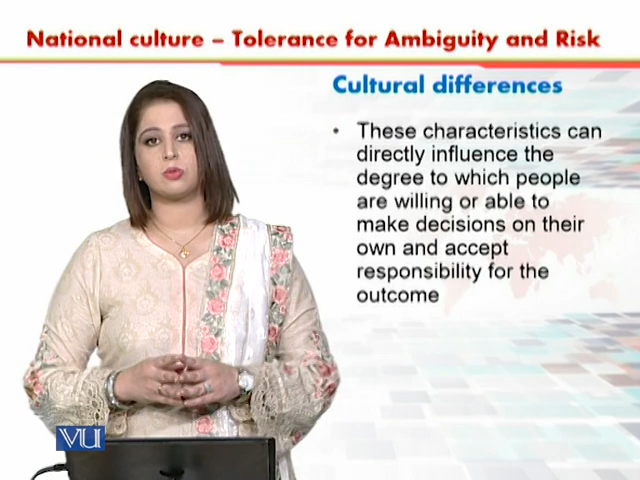 National culture – Tolerance for Ambiguity and Risk
Cultural differences
• These characteristics can
directly influence the
degree to which people
are willing or able to
make decisions on their
own and accept
responsibility for the
outcome
VU